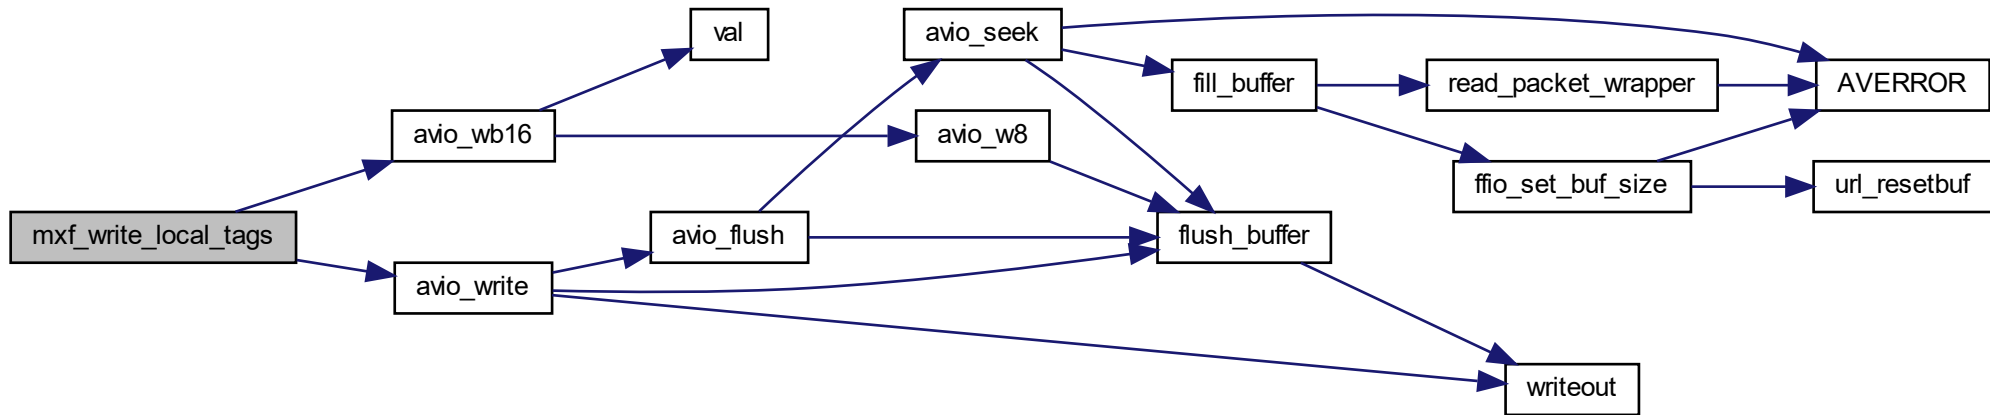 val
avio_seek
fill_buffer
read_packet_wrapper
AVERROR
avio_wb16
avio_w8
ffio_set_buf_size
url_resetbuf
mxf_write_local_tags
avio_flush
flush_buffer
avio_write
writeout